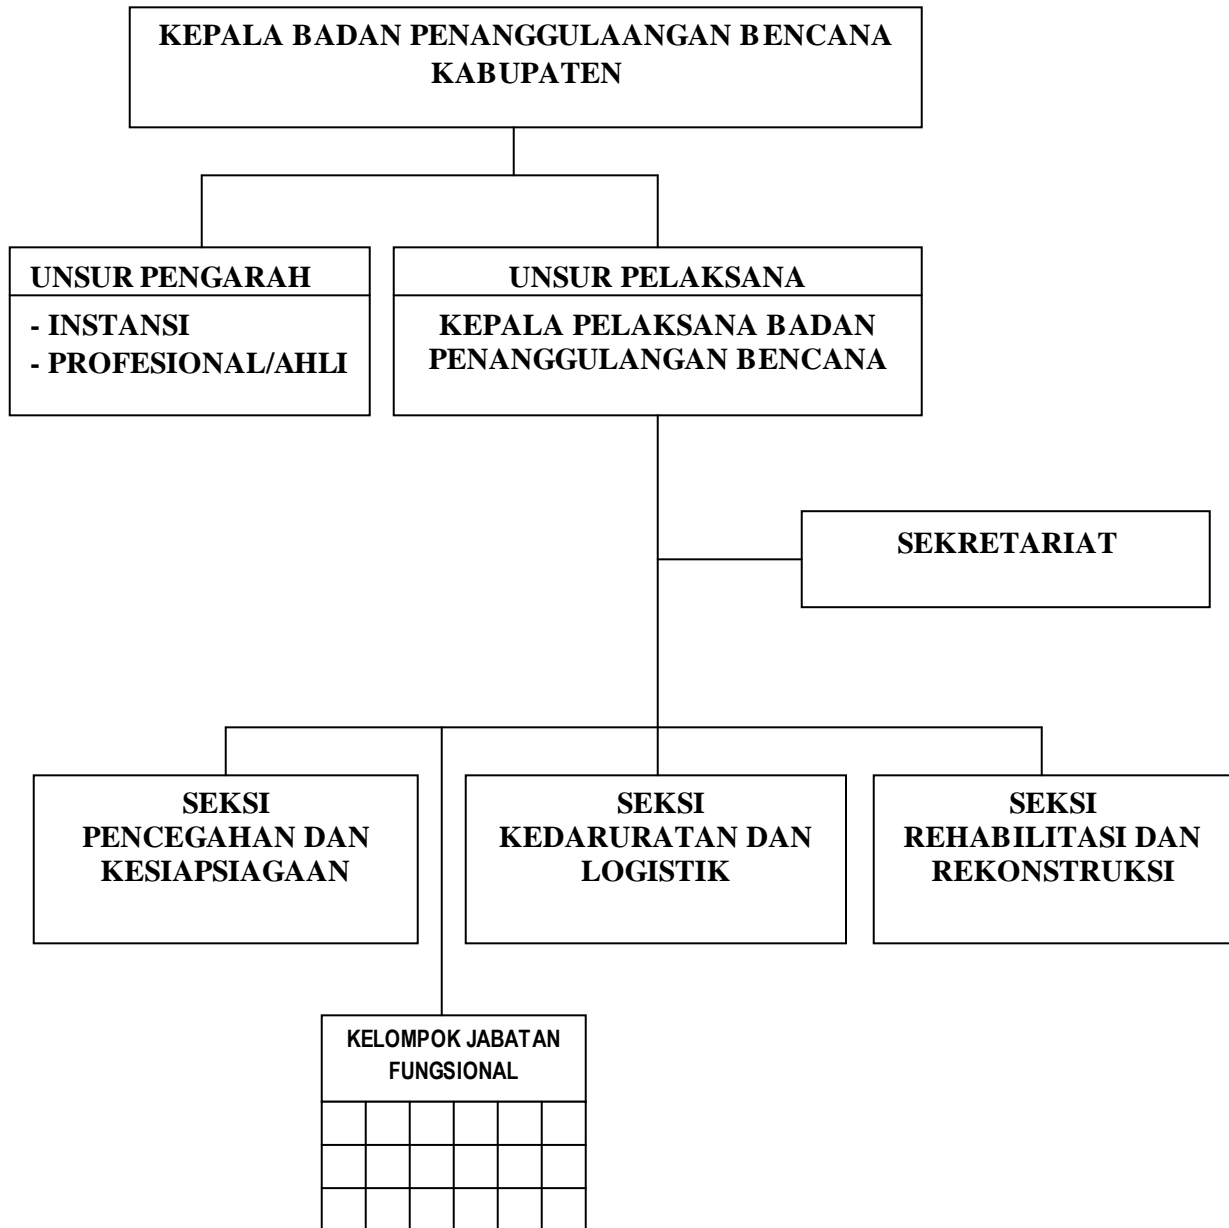 KEPALA BADAN PENANGGULAANGAN BENCANA
KABUPATEN
UNSUR PENGARAH
- INSTANSI
- PROFESIONAL/AHLI
UNSUR PELAKSANA
KEPALA PELAKSANA BADAN
PENANGGULANGAN BENCANA
SEKRETARIAT
SEKSI
PENCEGAHAN DAN
KESIAPSIAGAAN
SEKSI
KEDARURATAN DAN
LOGISTIK
SEKSI
REHABILITASI DAN
REKONSTRUKSI
KELOMPOK JABATAN
FUNGSIONAL